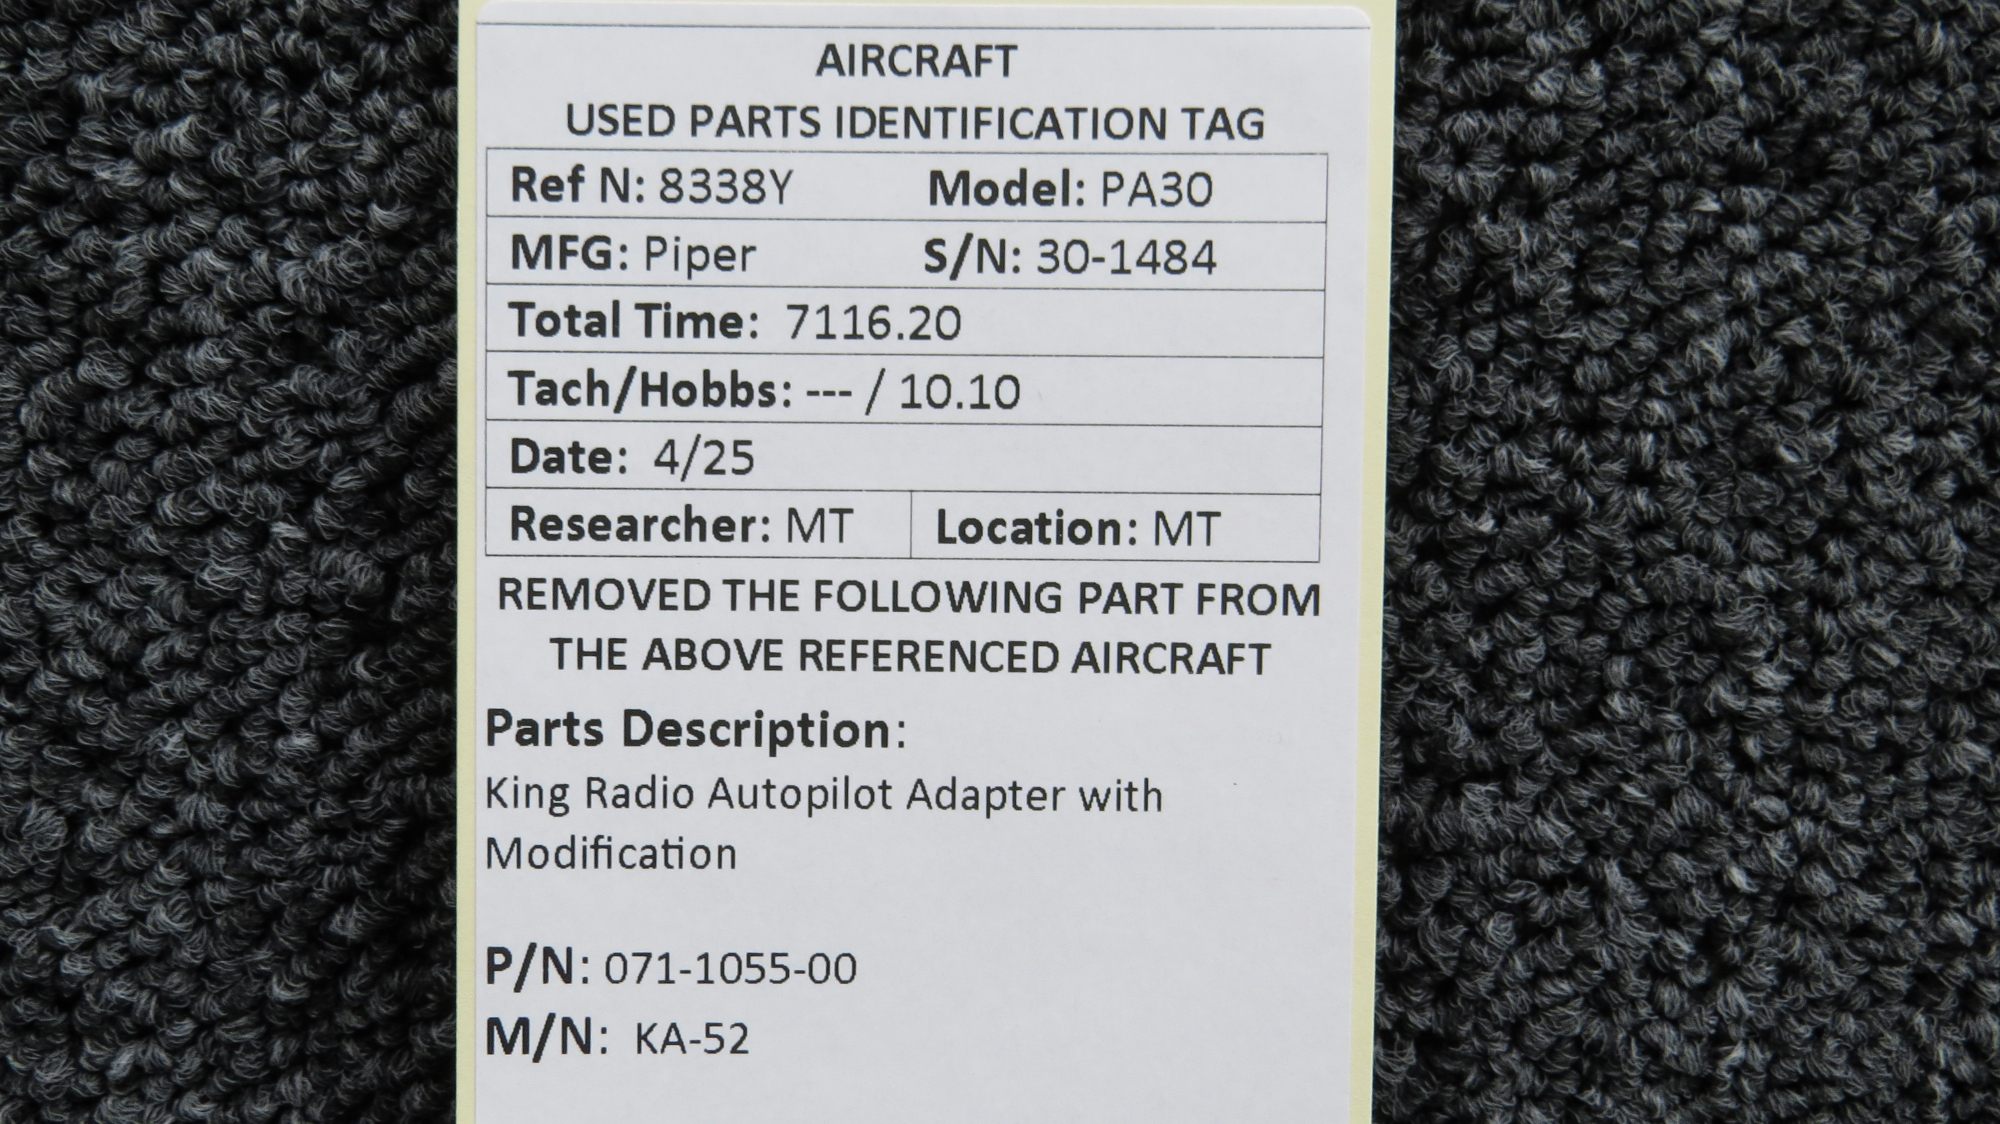 AIRCRAFT
USED PARTS IDENTIFICATION TAG
Ref N: 8338Y Model: PA30
MFG: Piper S/N: 30-1484
Total Time: 7116.20
Tach/Hobbs: --- / 10.10
Date: 4/25
Researcher: MT Location: MT
REMOVED THE FOLLOWING PART FROM
THE ABOVE REFERENCED AIRCRAFT
Parts Description:
King Radio Autopilot Adapter with
Modification
P/N: 071-1055-00
M/N: KA-52